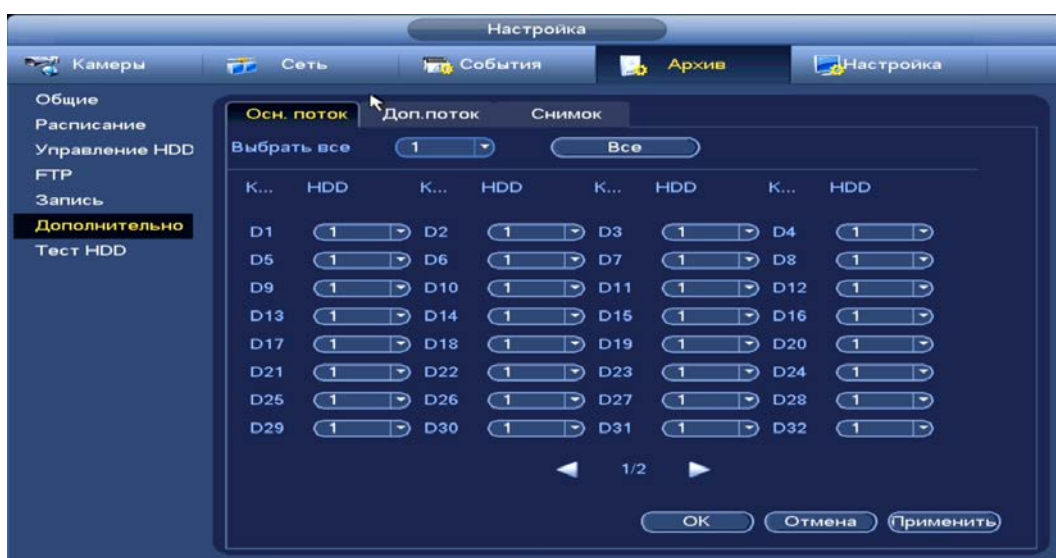 Настройка
Камеры Сеть События Архив Настройка
Общие
Расписание
Управление HDD
FTP
Запись
Дополнительно
Тест HDD
Осн. поток Доп.поток Снимок
Выбрать все 1 Все
К... HDD К... HDD К... HDD К... HDD
D1 1 D2 1 D3 1 D4 1
D5 1 D6 1 D7 1 D8 1
D9 1 D10 1 D11 1 D12 1
D13 1 D14 1 D15 1 D16 1
D17 1 D18 1 D19 1 D20 1
D21 1 D22 1 D23 1 D24 1
D25 1 D26 1 D27 1 D28 1
D29 1 D30 1 D31 1 D32 1
1/2
OK Отмена Применить